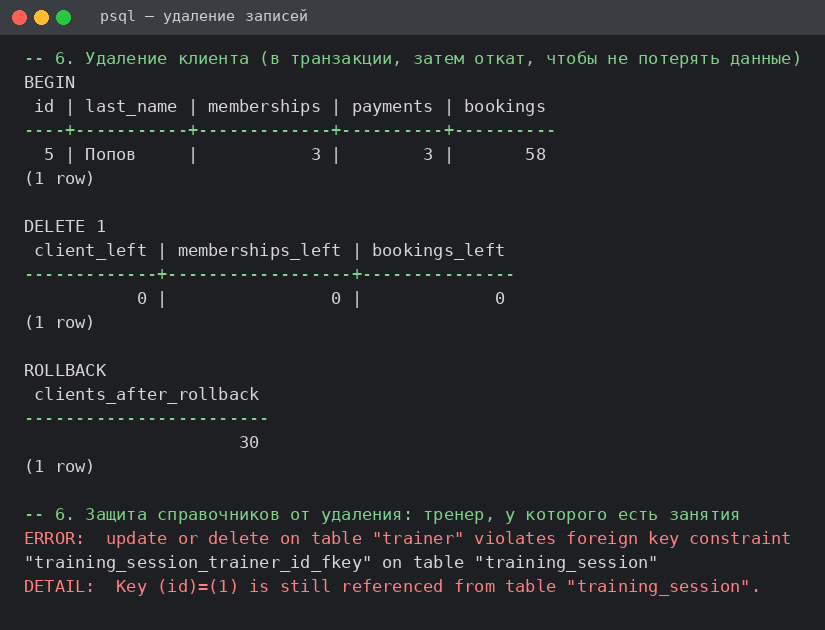 psql — удаление записей
-- 6. Удаление клиента (в транзакции, затем откат, чтобы не потерять данные)
BEGIN
 id | last_name | memberships | payments | bookings
----+-----------+-------------+----------+----------
  5 | Попов     |           3 |        3 |       58
(1 row)

DELETE 1
 client_left | memberships_left | bookings_left
-------------+------------------+---------------
           0 |                0 |             0
(1 row)

ROLLBACK
 clients_after_rollback
------------------------
                     30
(1 row)

-- 6. Защита справочников от удаления: тренер, у которого есть занятия
ERROR:  update or delete on table "trainer" violates foreign key constraint
"training_session_trainer_id_fkey" on table "training_session"
DETAIL:  Key (id)=(1) is still referenced from table "training_session".